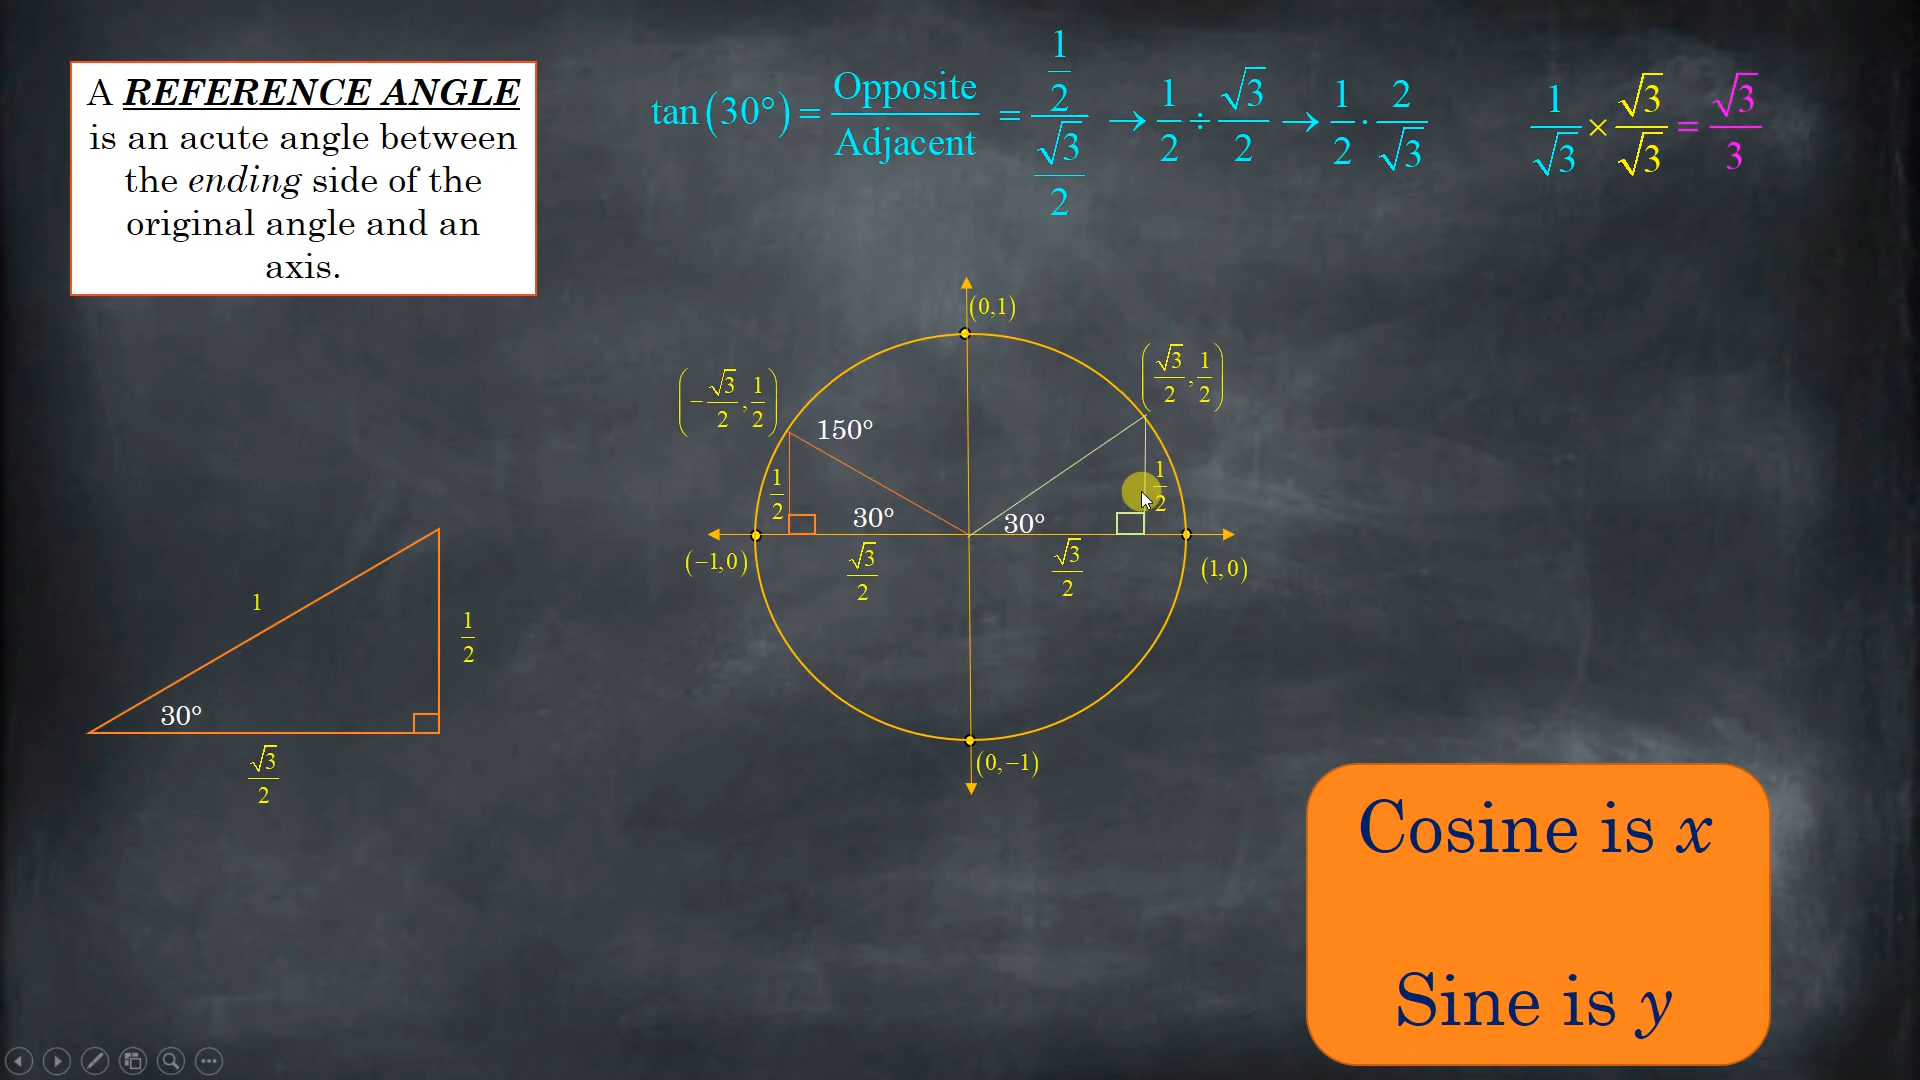 A REFERENCE ANGLE
is an acute angle between
the ending side of the
original angle and an
axis.
tan(30°) = Opposite/Adjacent = (1/2)/(√3/2) → 1/2 ÷ √3/2 → 1/2 · 2/√3
1/√3 × √3/√3 = √3/3
(0,1)
(−√3/2, 1/2)
(√3/2, 1/2)
150°
1/2
30°
30°
1/2
(−1,0)
√3/2
√3/2
(1,0)
(0,−1)
1
1/2
30°
√3/2
Cosine is x
Sine is y